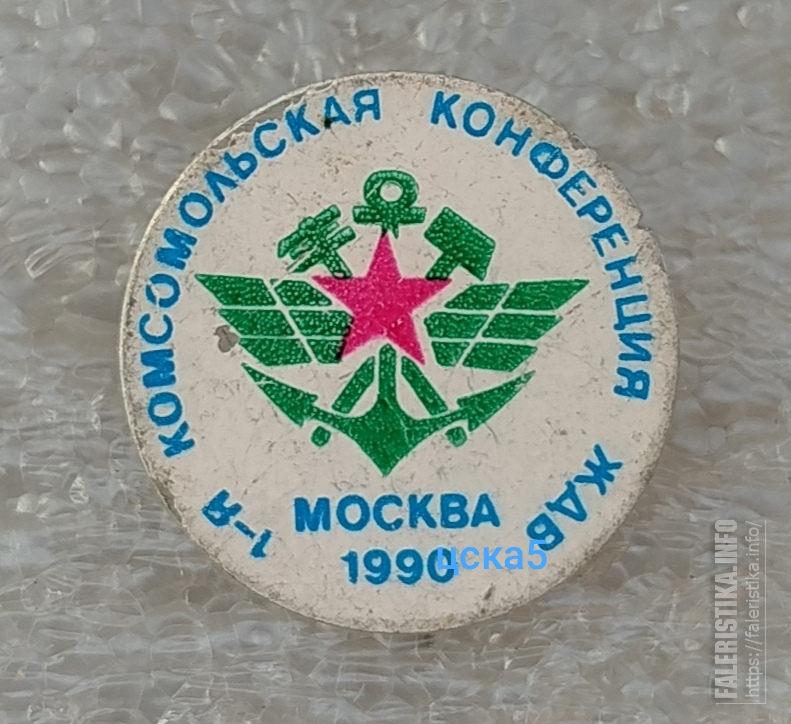 1-Я КОМСОМОЛЬСКАЯ КОНФЕРЕНЦИЯ ЖДВ
МОСКВА
1990
цска5
FALERISTIKA.INFO
https://faleristika.info/